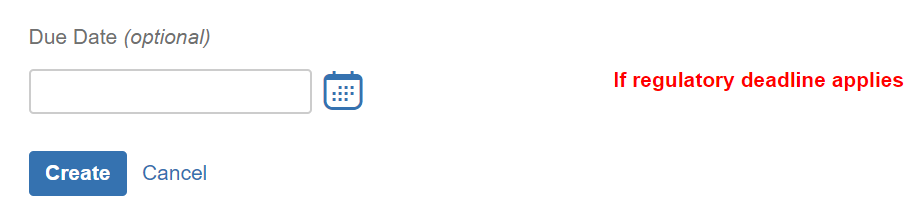 Due Date (optional)
If regulatory deadline applies
Create Cancel